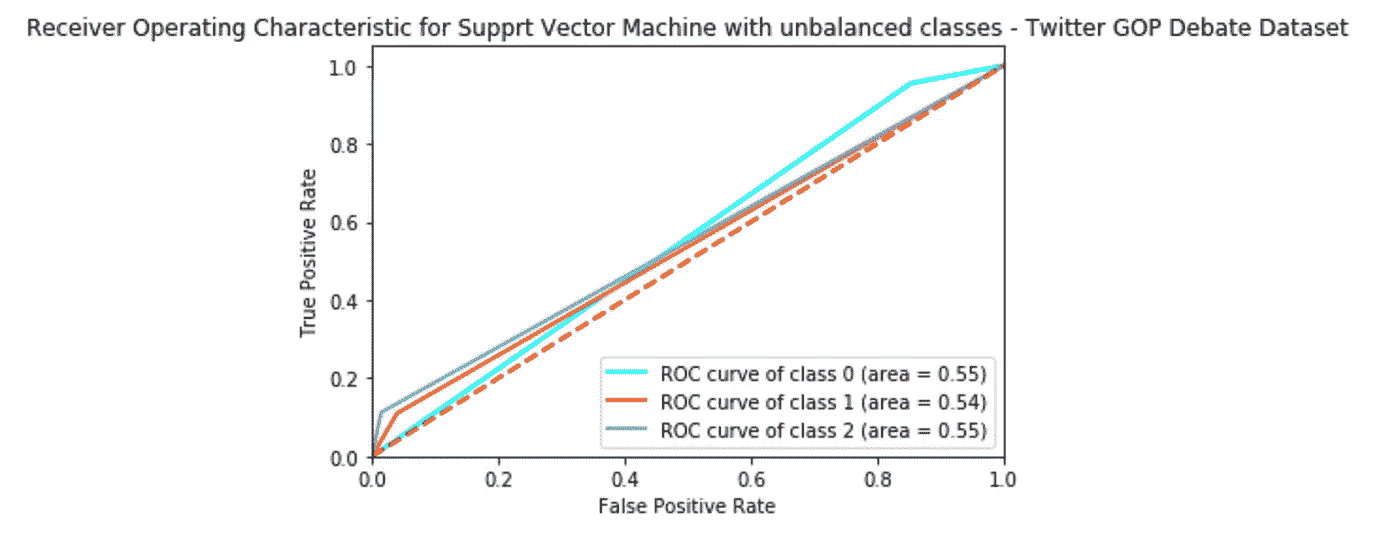 Receiver Operating Characteristic for Supprt Vector Machine with unbalanced classes - Twitter GOP Debate Dataset
1.0
0.8
0.6
0.4
0.2
0.0
True Positive Rate
ROC curve of class 0 (area = 0.55)
ROC curve of class 1 (area = 0.54)
ROC curve of class 2 (area = 0.55)
0.0 0.2 0.4 0.6 0.8 1.0
False Positive Rate